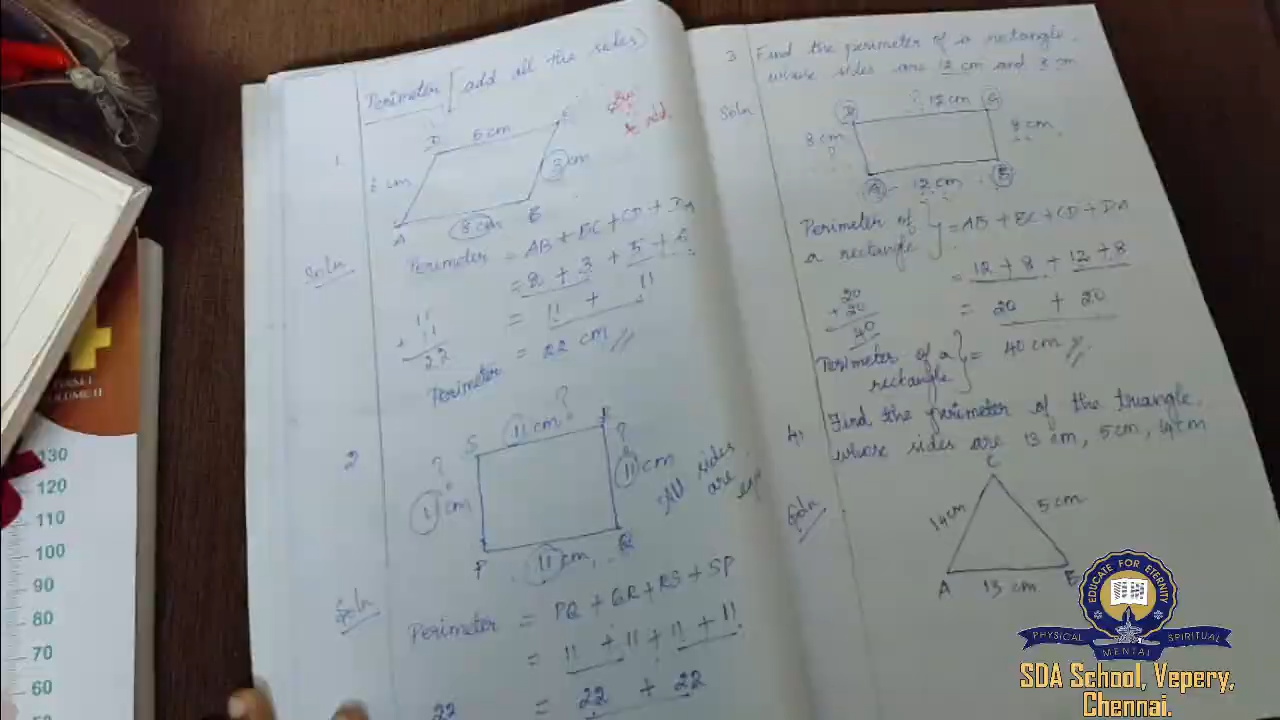 Perimeter [add all the sides)
1.
D
5 cm
C
6 cm
3 cm
A
8 cm
B
Soln
Perimeter = AB + BC + CD + DA
= 8 + 3 + 5 + 6
= 11 + 11
11
+ 11
22
Perimeter = 22 cm //
2
S
11 cm ?
R
?
?
11 cm
11 cm
All sides
are
P
11 cm
Q
Soln
Perimeter = PQ + QR + RS + SP
= 11 + 11 + 11 + 11
= 22 + 22
22
3
Find the perimeter of a rectangle
whose sides are 12 cm and 8 cm
Soln
D
? 12 cm
C
8 cm
?
8 cm
A
12 cm
B
Perimeter of
a rectangle } = AB + BC + CD + DA
= 12 + 8 + 12 + 8
= 20 + 20
20
+ 20
40
Perimeter of a
rectangle } = 40 cm //
4.
Find the perimeter of the triangle
whose sides are 13 cm, 5 cm, 14 cm
Soln
C
14 cm
5 cm
A
13 cm
B
VOLUME II
130
120
110
100
90
80
70
60
EDUCATE FOR ETERNITY
PHYSICAL
MENTAL
SPIRITUAL
SDA School, Vepery,
Chennai.